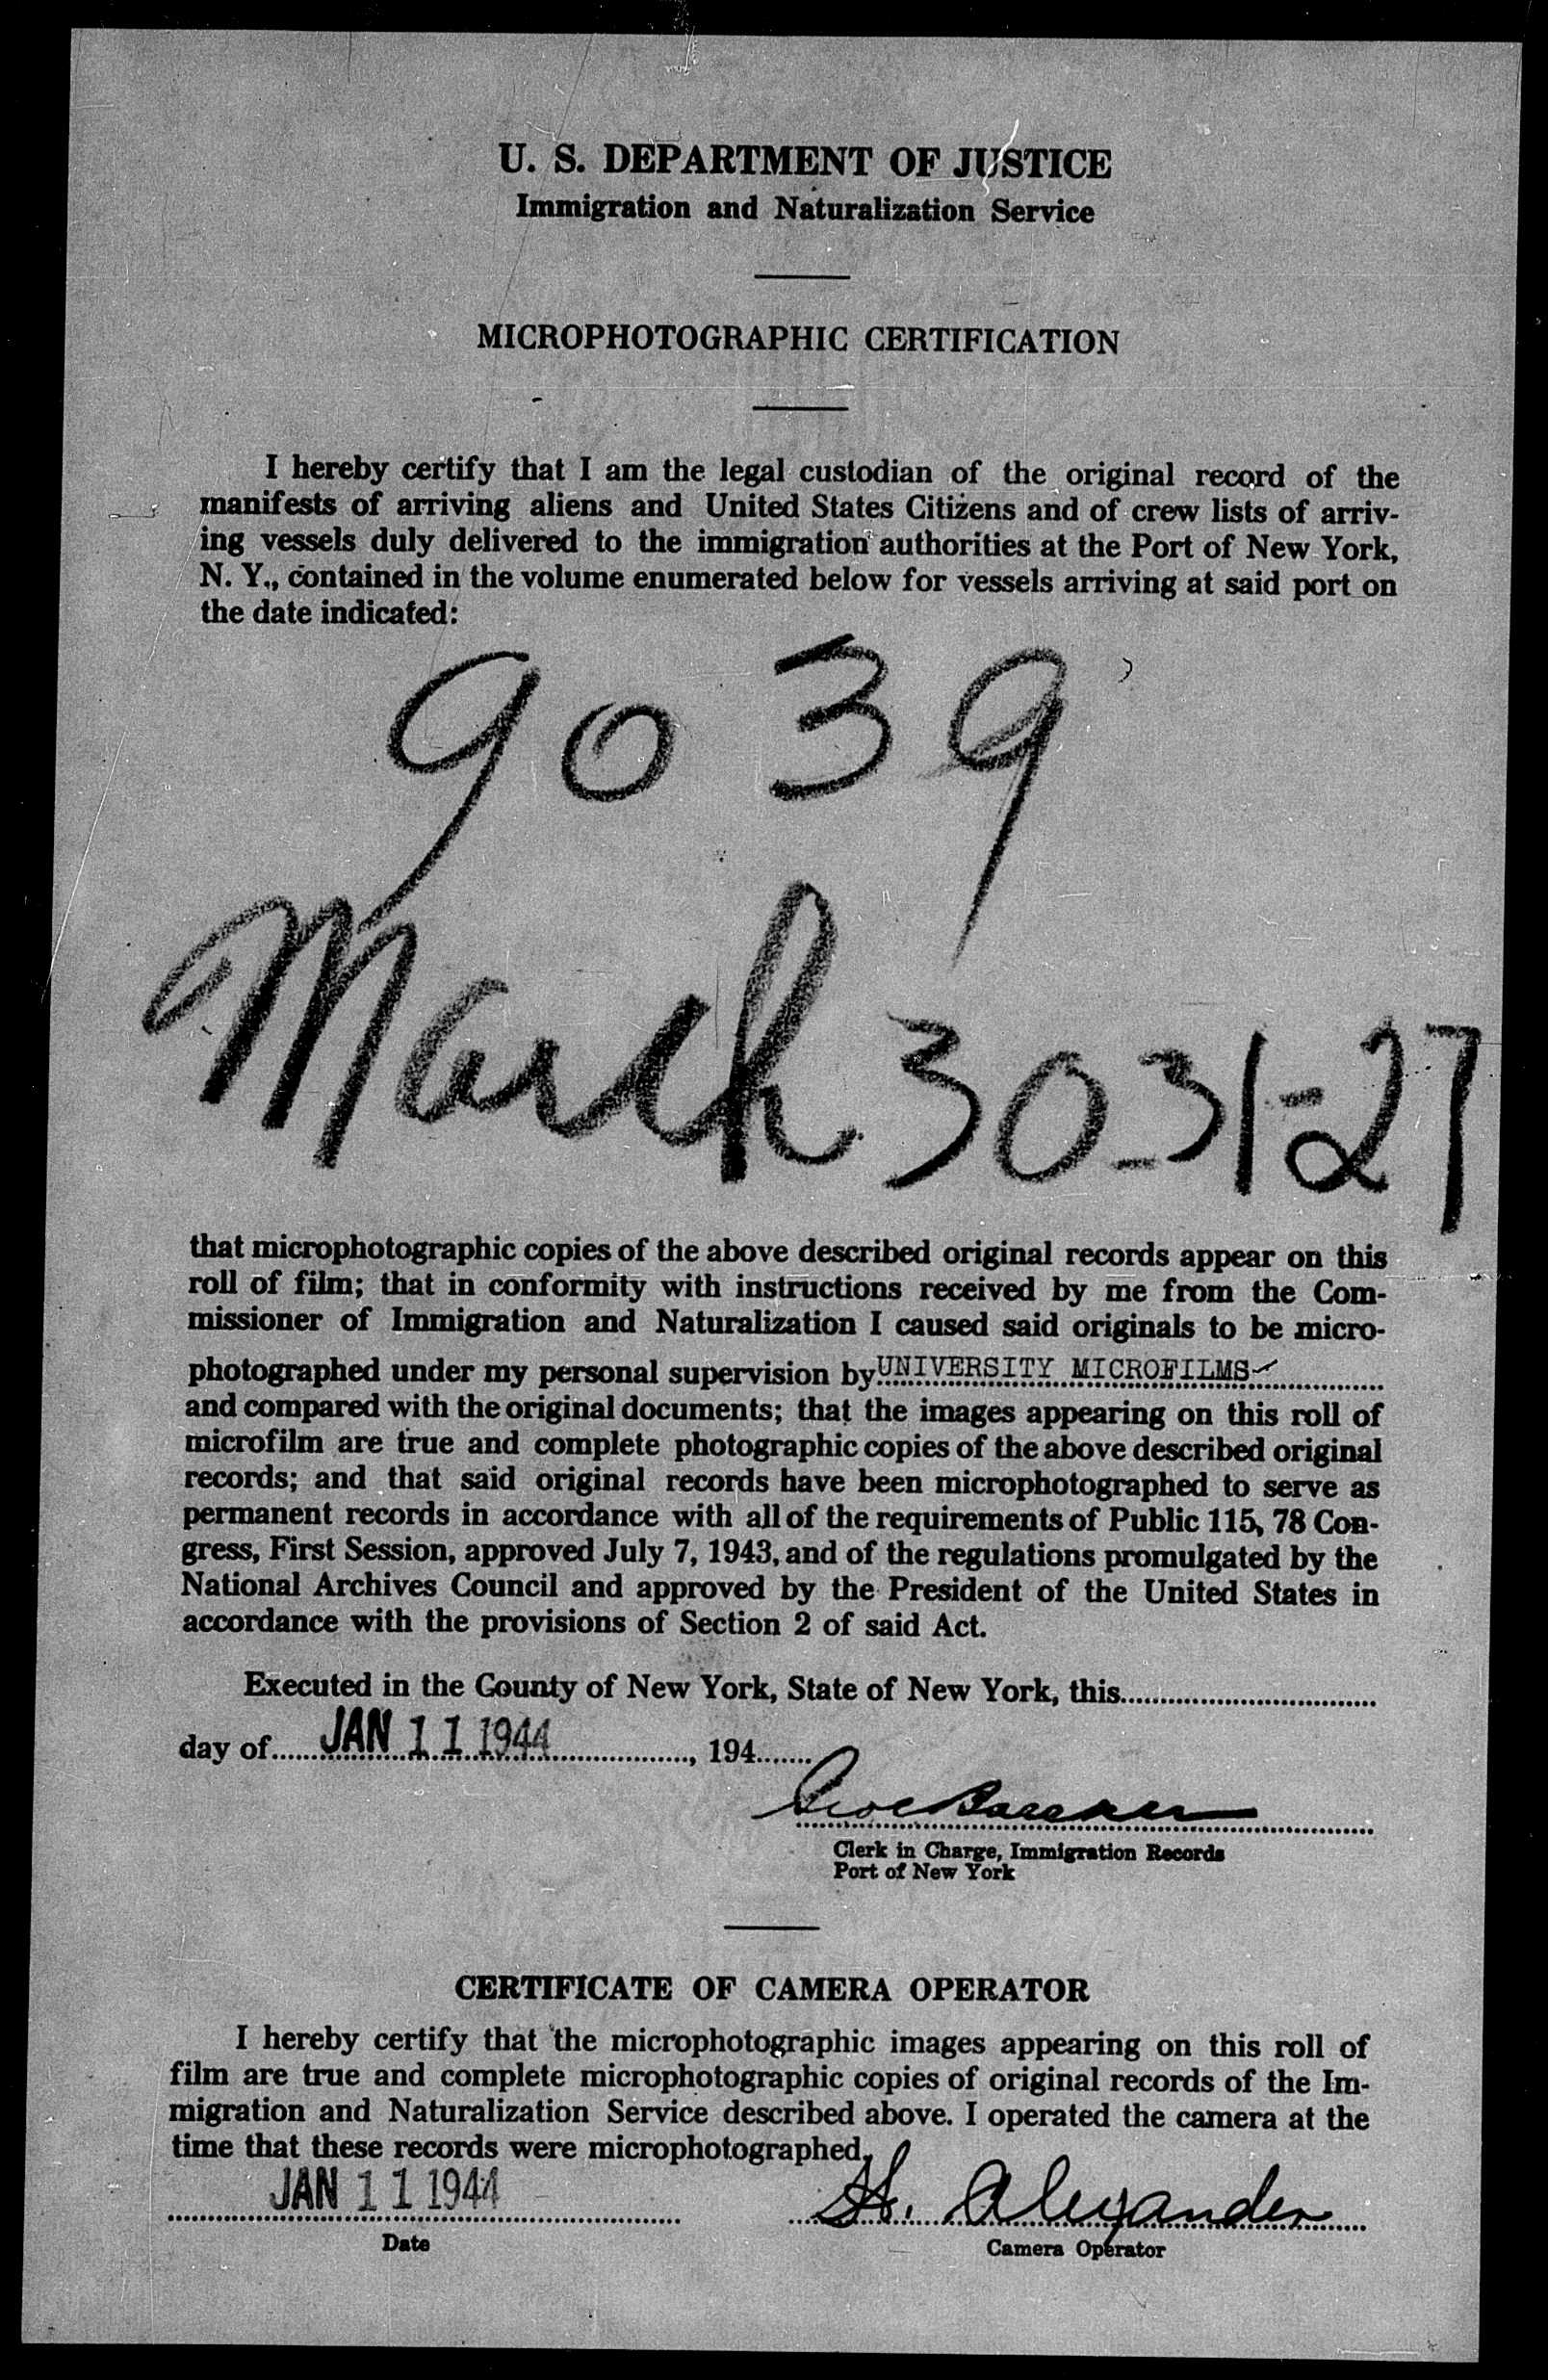 U. S. DEPARTMENT OF JUSTICE
Immigration and Naturalization Service
MICROPHOTOGRAPHIC CERTIFICATION
I hereby certify that I am the legal custodian of the original record of the
manifests of arriving aliens and United States Citizens and of crew lists of arriv-
ing vessels duly delivered to the immigration authorities at the Port of New York,
N. Y., contained in the volume enumerated below for vessels arriving at said port on
the date indicated:
9039
March 30-31-27
that microphotographic copies of the above described original records appear on this
roll of film; that in conformity with instructions received by me from the Com-
missioner of Immigration and Naturalization I caused said originals to be micro-
photographed under my personal supervision by UNIVERSITY MICROFILMS
and compared with the original documents; that the images appearing on this roll of
microfilm are true and complete photographic copies of the above described original
records; and that said original records have been microphotographed to serve as
permanent records in accordance with all of the requirements of Public 115, 78 Con-
gress, First Session, approved July 7, 1943, and of the regulations promulgated by the
National Archives Council and approved by the President of the United States in
accordance with the provisions of Section 2 of said Act.
Executed in the County of New York, State of New York, this
day of JAN 11 1944, 194
Clerk in Charge, Immigration Records
Port of New York
CERTIFICATE OF CAMERA OPERATOR
I hereby certify that the microphotographic images appearing on this roll of
film are true and complete microphotographic copies of original records of the Im-
migration and Naturalization Service described above. I operated the camera at the
time that these records were microphotographed.
JAN 11 1944 H. Alexander
Date Camera Operator